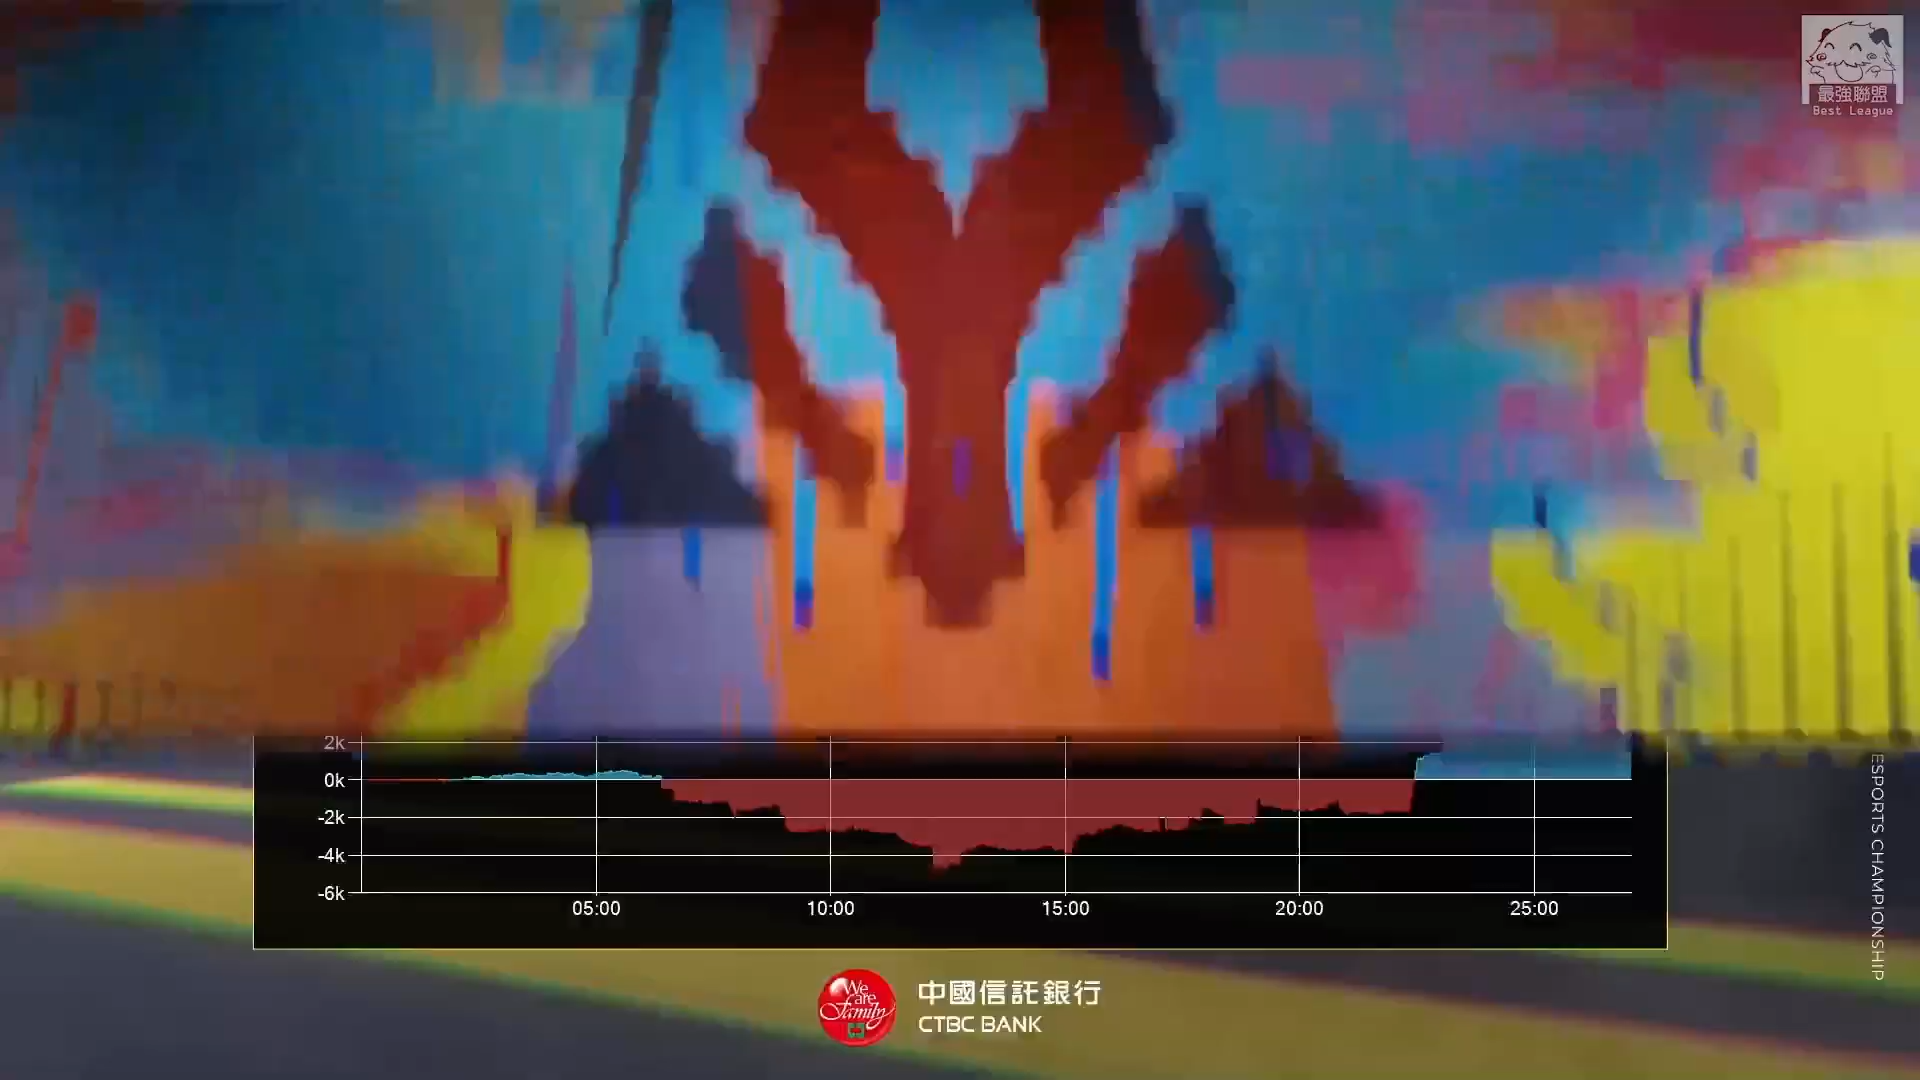 最強聯盟
Best League
2k
0k
-2k
-4k
-6k
05:00
10:00
15:00
20:00
25:00
ESPORTS CHAMPIONSHIP
We are Family
中國信託銀行
CTBC BANK